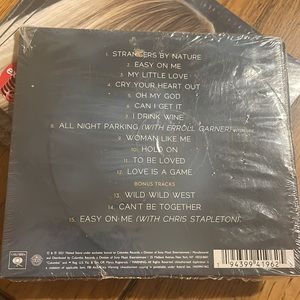 1. STRANGERS BY NATURE
2. EASY ON ME
3. MY LITTLE LOVE
4. CRY YOUR HEART OUT
5. OH MY GOD
6. CAN I GET IT
7. I DRINK WINE
8. ALL NIGHT PARKING (WITH ERROLL GARNER)
9. WOMAN LIKE ME
10. HOLD ON
11. TO BE LOVED
12. LOVE IS A GAME
BONUS TRACKS
13. WILD WILD WEST
14. CAN'T BE TOGETHER
15. EASY ON ME (WITH CHRIS STAPLETON)
94399 41962